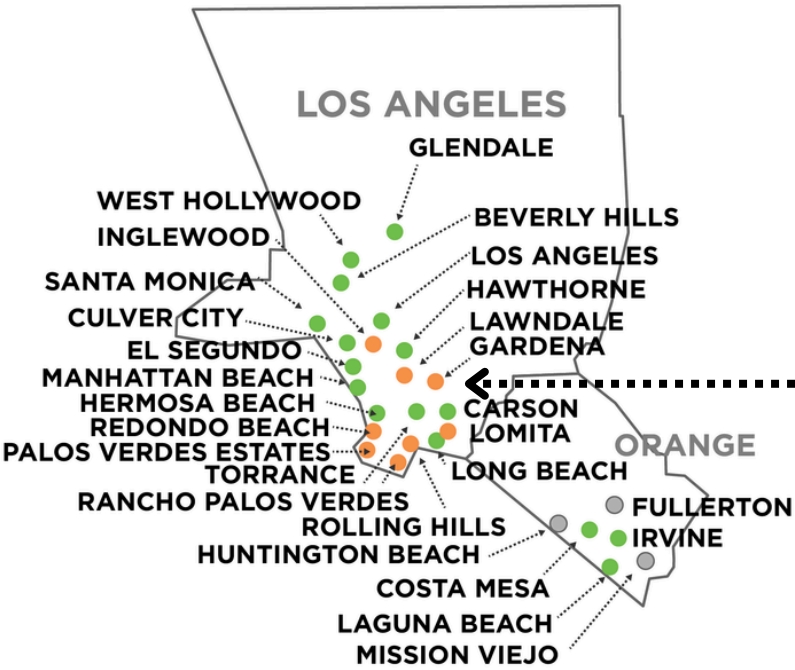 LOS ANGELES
GLENDALE
WEST HOLLYWOOD
BEVERLY HILLS
INGLEWOOD
LOS ANGELES
SANTA MONICA
HAWTHORNE
CULVER CITY
LAWNDALE
EL SEGUNDO
GARDENA
MANHATTAN BEACH
HERMOSA BEACH
CARSON
REDONDO BEACH
LOMITA
ORANGE
PALOS VERDES ESTATES
TORRANCE
LONG BEACH
RANCHO PALOS VERDES
FULLERTON
ROLLING HILLS
IRVINE
HUNTINGTON BEACH
COSTA MESA
LAGUNA BEACH
MISSION VIEJO